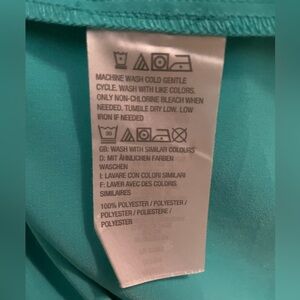 MACHINE WASH COLD GENTLE
CYCLE. WASH WITH LIKE COLORS.
ONLY NON-CHLORINE BLEACH WHEN
NEEDED. TUMBLE DRY LOW. LOW
IRON IF NEEDED
GB: WASH WITH SIMILAR COLOURS
D: MIT ÄHNLICHEN FARBEN
WASCHEN
I: LAVARE CON COLORI SIMILARI
F: LAVER AVEC DES COLORIS
SIMILAIRES
100% POLYESTER / POLYESTER /
POLYESTER / POLIESTERE /
POLYESTER